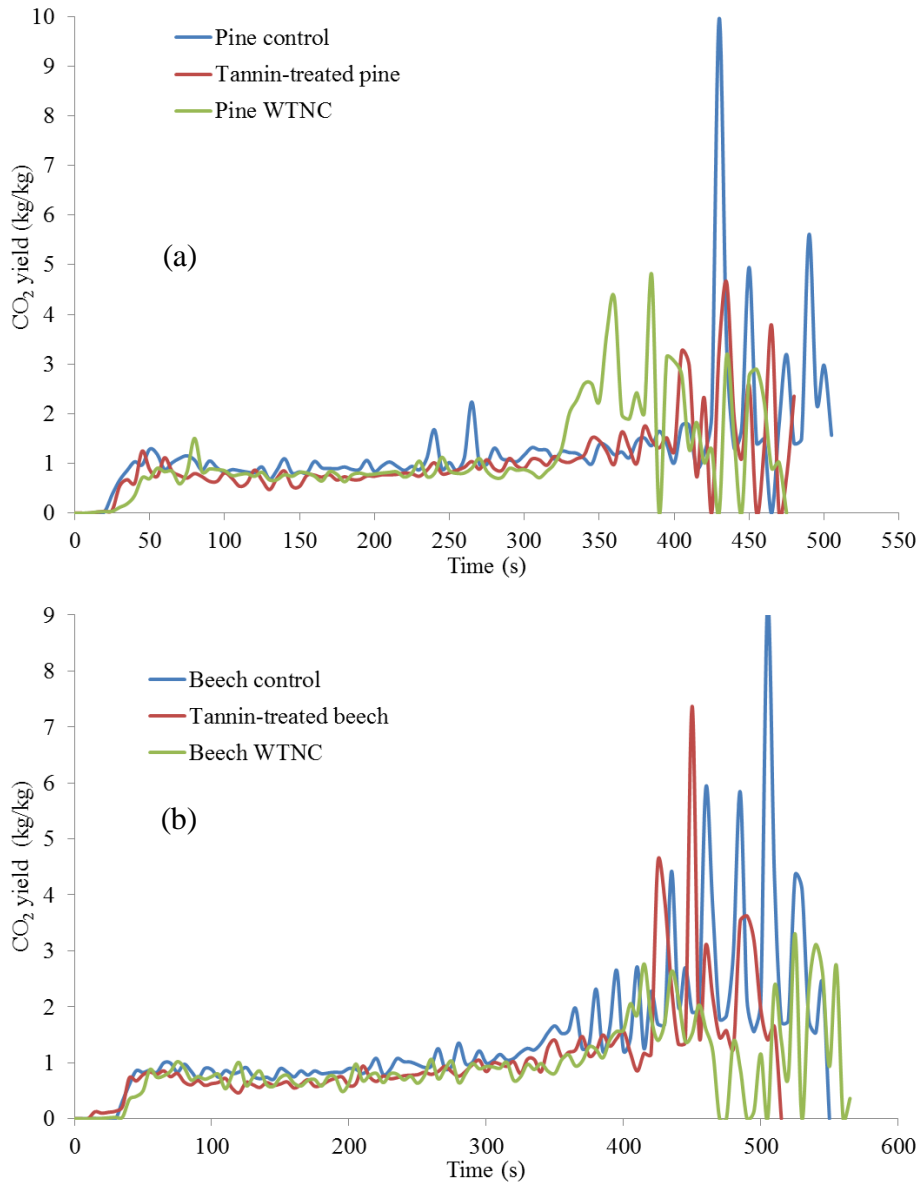 10
9
8
7
6
5
4
3
2
1
0
CO₂ yield (kg/kg)
Pine control
Tannin-treated pine
Pine WTNC
(a)
0 50 100 150 200 250 300 350 400 450 500 550
Time (s)
9
8
7
6
5
4
3
2
1
0
CO₂ yield (kg/kg)
Beech control
Tannin-treated beech
Beech WTNC
(b)
0 100 200 300 400 500 600
Time (s)